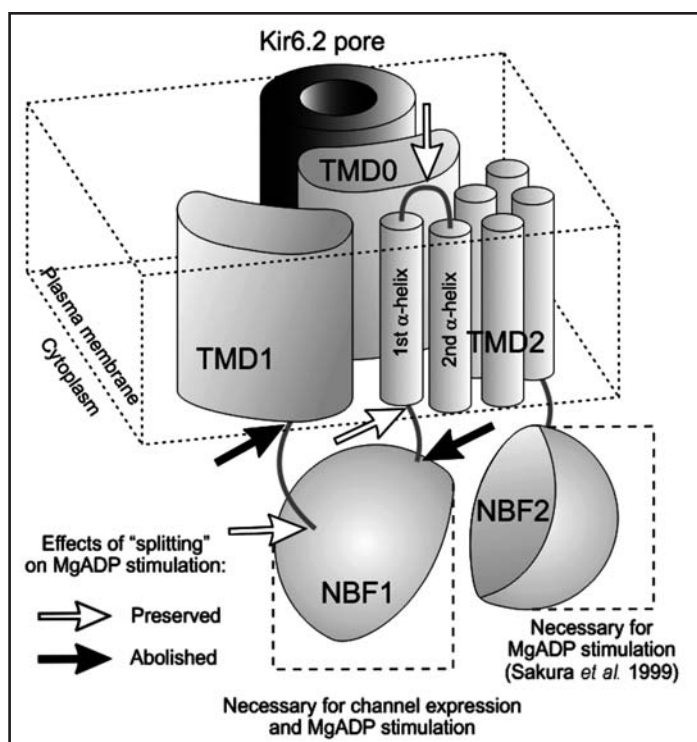 Kir6.2 pore
TMD0
Plasma membrane
Cytoplasm
TMD1
1st α-helix
2nd α-helix
TMD2
NBF2
NBF1
Effects of “splitting”
on MgADP stimulation:
Preserved
Abolished
Necessary for
MgADP stimulation
(Sakura et al. 1999)
Necessary for channel expression
and MgADP stimulation